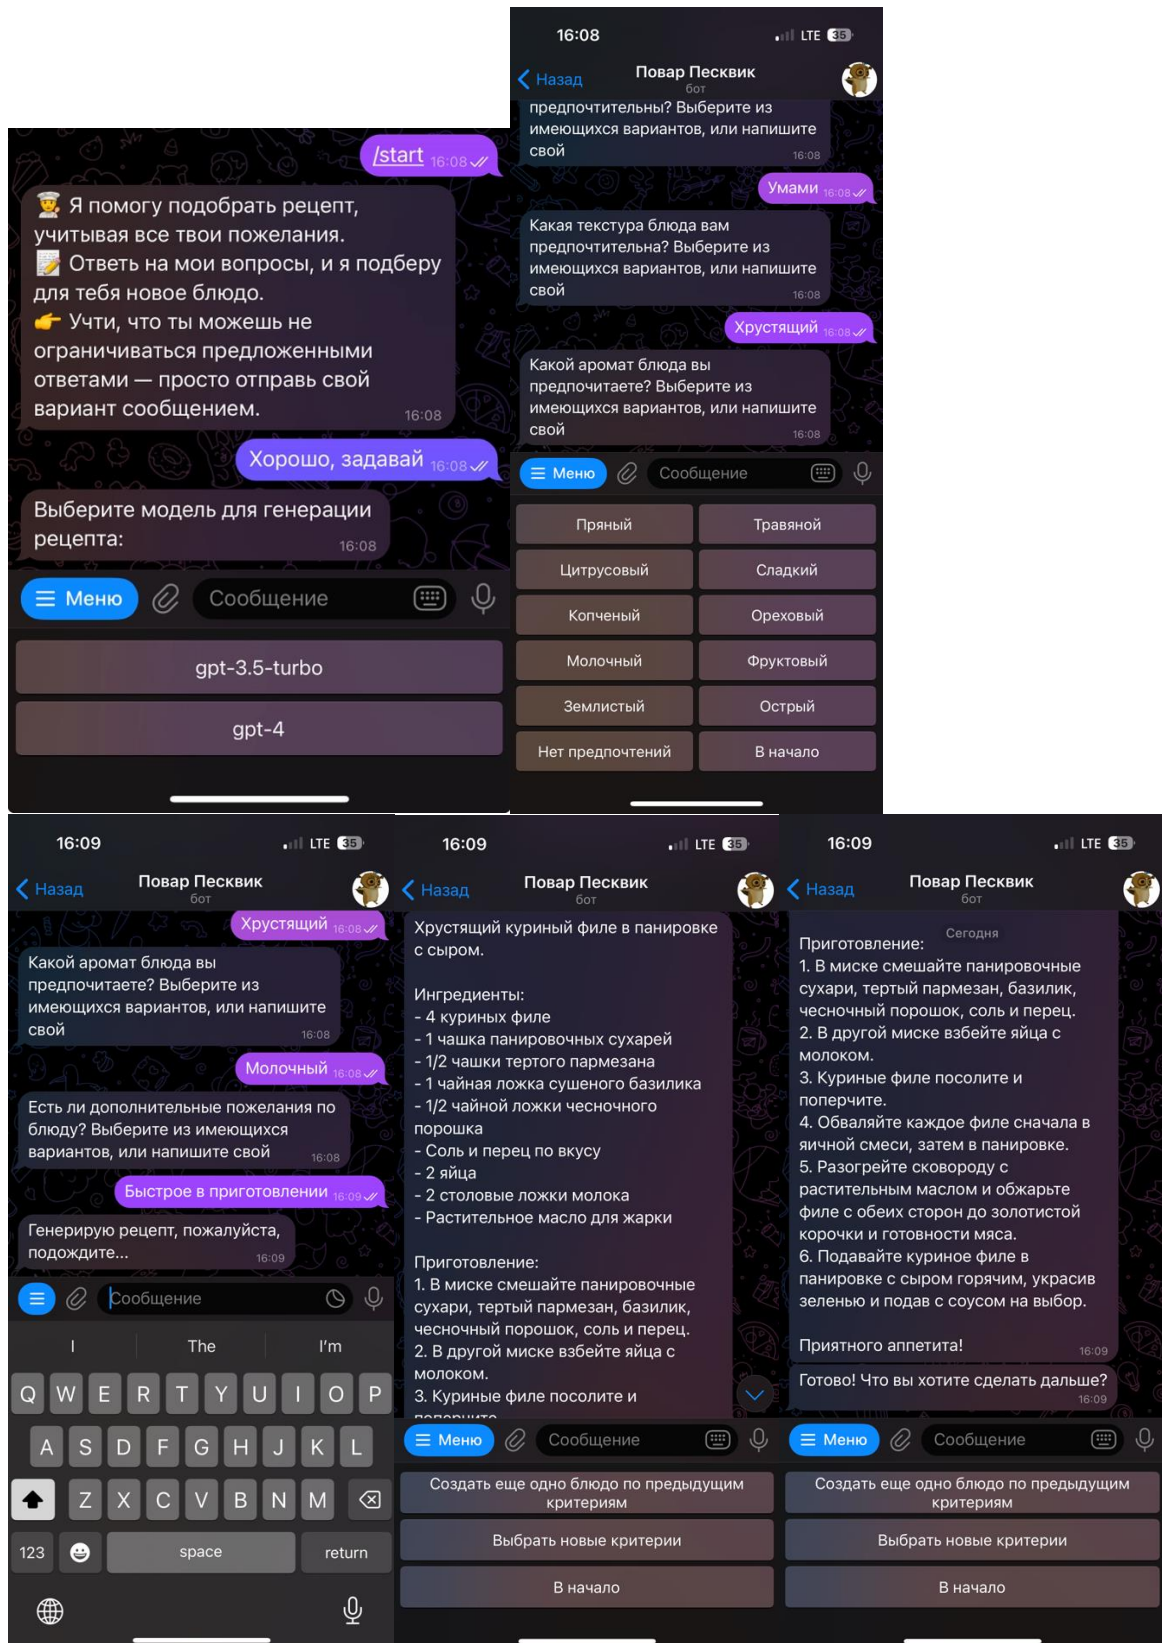 /start 16:08
Я помогу подобрать рецепт,
учитывая все твои пожелания.
Ответь на мои вопросы, и я подберу
для тебя новое блюдо.
Учти, что ты можешь не
ограничиваться предложенными
ответами — просто отправь свой
вариант сообщением. 16:08
Хорошо, задавай 16:08
Выберите модель для генерации
рецепта: 16:08
Меню Сообщение
gpt-3.5-turbo
gpt-4
16:08 LTE 35
Назад Повар Песквик
бот
предпочтительны? Выберите из
имеющихся вариантов, или напишите
свой 16:08
Умами 16:08
Какая текстура блюда вам
предпочтительна? Выберите из
имеющихся вариантов, или напишите
свой 16:08
Хрустящий 16:08
Какой аромат блюда вы
предпочитаете? Выберите из
имеющихся вариантов, или напишите
свой 16:08
Меню Сообщение
Пряный Травяной
Цитрусовый Сладкий
Копченый Ореховый
Молочный Фруктовый
Землистый Острый
Нет предпочтений В начало
16:09 LTE 35
Назад Повар Песквик
бот
Хрустящий 16:08
Какой аромат блюда вы
предпочитаете? Выберите из
имеющихся вариантов, или напишите
свой 16:08
Молочный 16:08
Есть ли дополнительные пожелания по
блюду? Выберите из имеющихся
вариантов, или напишите свой 16:08
Быстрое в приготовлении 16:09
Генерирую рецепт, пожалуйста,
подождите... 16:09
Сообщение
I The I'm
Q W E R T Y U I O P
A S D F G H J K L
Z X C V B N M
123 space return
16:09 LTE 35
Назад Повар Песквик
бот
Хрустящий куриный филе в панировке
с сыром.
Ингредиенты:
- 4 куриных филе
- 1 чашка панировочных сухарей
- 1/2 чашки тертого пармезана
- 1 чайная ложка сушеного базилика
- 1/2 чайной ложки чесночного
порошка
- Соль и перец по вкусу
- 2 яйца
- 2 столовые ложки молока
- Растительное масло для жарки
Приготовление:
1. В миске смешайте панировочные
сухари, тертый пармезан, базилик,
чесночный порошок, соль и перец.
2. В другой миске взбейте яйца с
молоком.
3. Куриные филе посолите и
поперчите.
Меню Сообщение
Создать еще одно блюдо по предыдущим
критериям
Выбрать новые критерии
В начало
16:09 LTE 35
Назад Повар Песквик
бот
Сегодня
Приготовление:
1. В миске смешайте панировочные
сухари, тертый пармезан, базилик,
чесночный порошок, соль и перец.
2. В другой миске взбейте яйца с
молоком.
3. Куриные филе посолите и
поперчите.
4. Обваляйте каждое филе сначала в
яичной смеси, затем в панировке.
5. Разогрейте сковороду с
растительным маслом и обжарьте
филе с обеих сторон до золотистой
корочки и готовности мяса.
6. Подавайте куриное филе в
панировке с сыром горячим, украсив
зеленью и подав с соусом на выбор.
Приятного аппетита! 16:09
Готово! Что вы хотите сделать дальше?
16:09
Меню Сообщение
Создать еще одно блюдо по предыдущим
критериям
Выбрать новые критерии
В начало